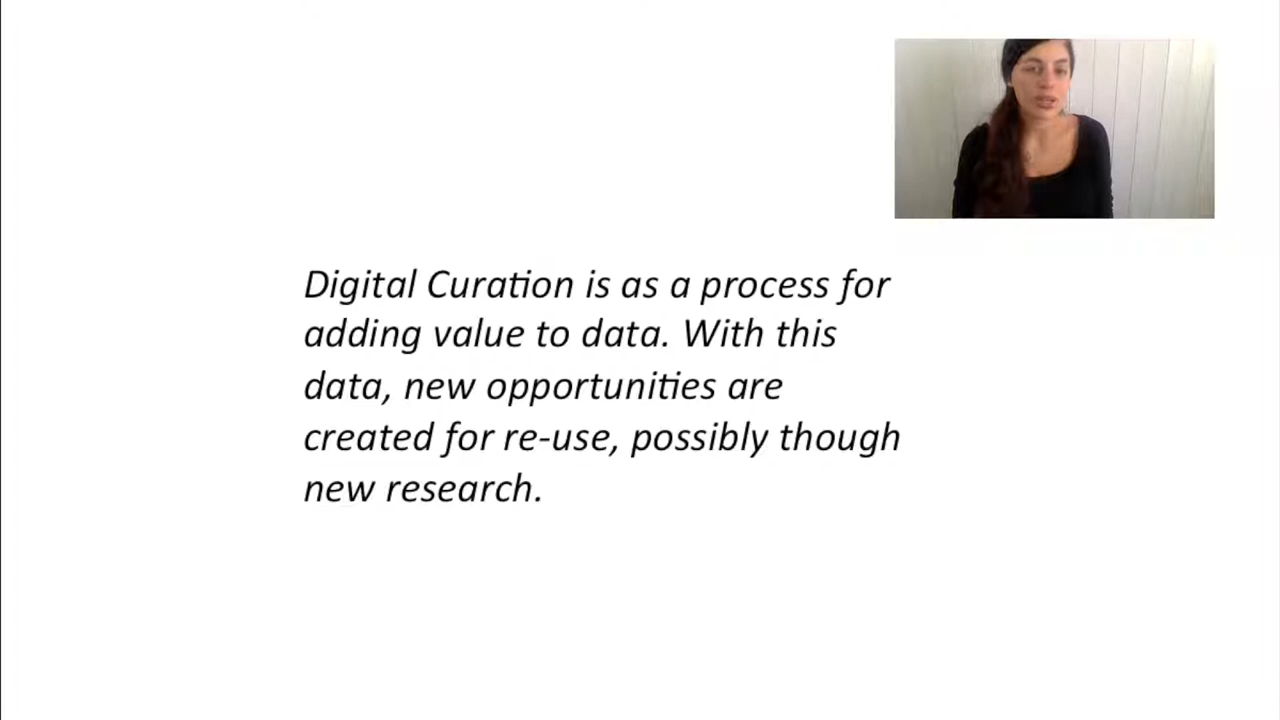 Digital Curation is as a process for
adding value to data. With this
data, new opportunities are
created for re-use, possibly though
new research.